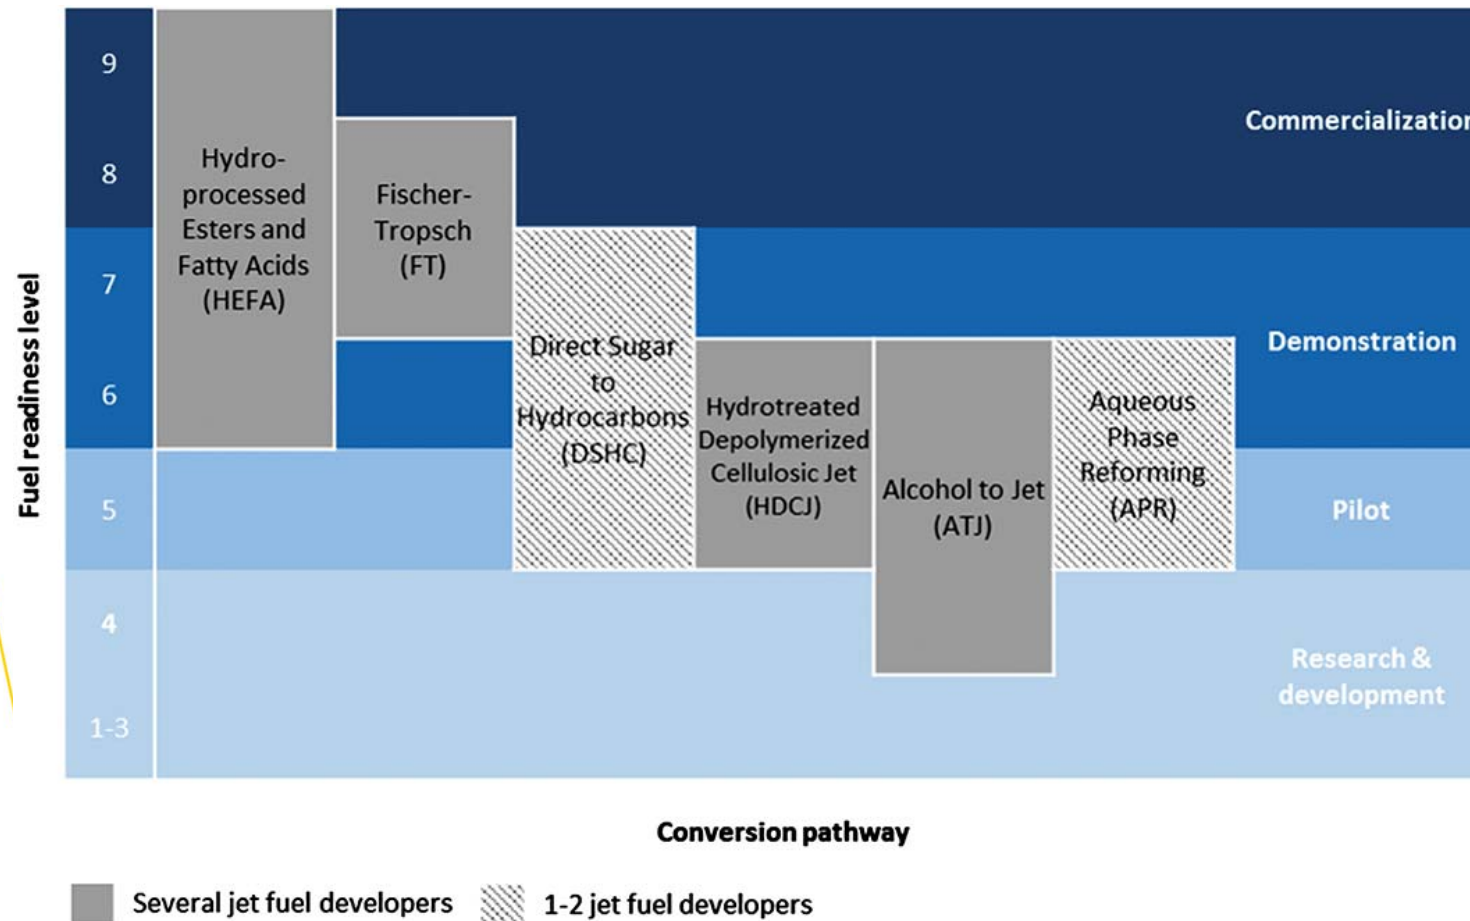 Fuel readiness level
9
8
7
6
5
4
1-3
Hydro-
processed
Esters and
Fatty Acids
(HEFA)
Fischer-
Tropsch
(FT)
Direct Sugar
to
Hydrocarbons
(DSHC)
Hydrotreated
Depolymerized
Cellulosic Jet
(HDCJ)
Alcohol to Jet
(ATJ)
Aqueous
Phase
Reforming
(APR)
Commercialization
Demonstration
Pilot
Research &
development
Conversion pathway
Several jet fuel developers
1-2 jet fuel developers